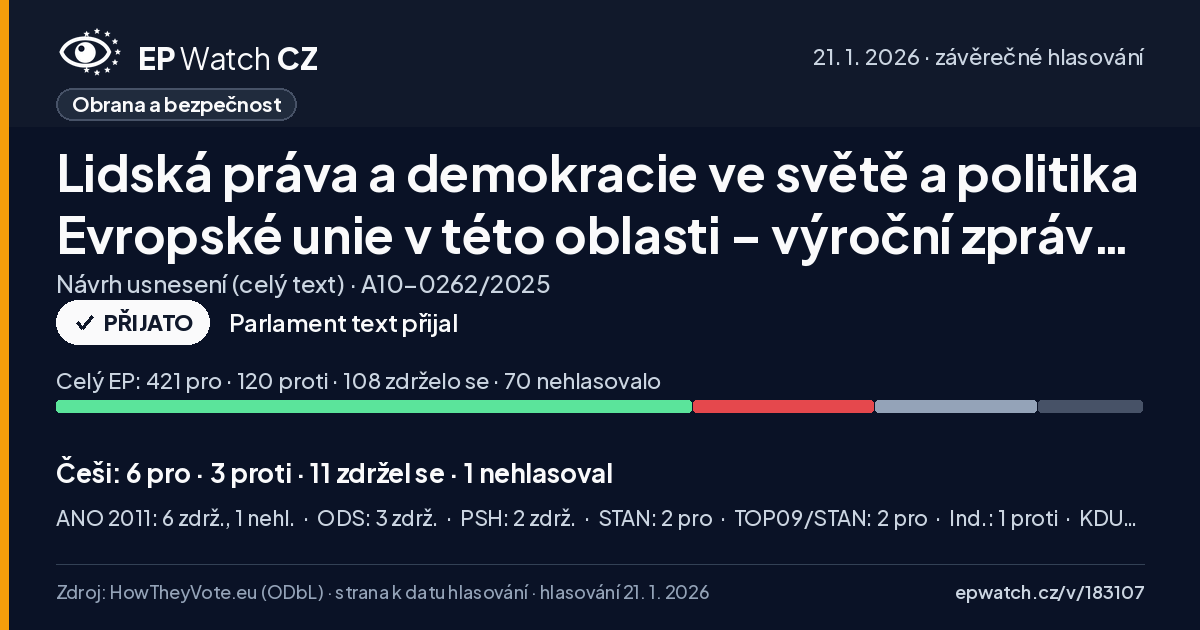 EP Watch CZ
21. 1. 2026 · závěrečné hlasování
Obrana a bezpečnost
Lidská práva a demokracie ve světě a politika
Evropské unie v této oblasti – výroční zpráv…
Návrh usnesení (celý text) · A10–0262/2025
✓ PŘIJATO Parlament text přijal
Celý EP: 421 pro · 120 proti · 108 zdrželo se · 70 nehlasovalo
Češi: 6 pro · 3 proti · 11 zdržel se · 1 nehlasoval
ANO 2011: 6 zdrž., 1 nehl. · ODS: 3 zdrž. · PSH: 2 zdrž. · STAN: 2 pro · TOP09/STAN: 2 pro · Ind.: 1 proti · KDU…
Zdroj: HowTheyVote.eu (ODbL) · strana k datu hlasování · hlasování 21. 1. 2026
epwatch.cz/v/183107